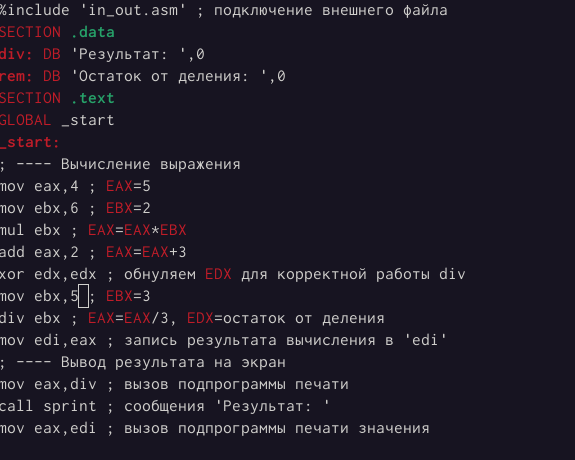 %include 'in_out.asm' ; подключение внешнего файла
SECTION .data
div: DB 'Результат: ',0
rem: DB 'Остаток от деления: ',0
SECTION .text
GLOBAL _start
_start:
; ---- Вычисление выражения
mov eax,4 ; EAX=5
mov ebx,6 ; EBX=2
mul ebx ; EAX=EAX*EBX
add eax,2 ; EAX=EAX+3
xor edx,edx ; обнуляем EDX для корректной работы div
mov ebx,5 ; EBX=3
div ebx ; EAX=EAX/3, EDX=остаток от деления
mov edi,eax ; запись результата вычисления в 'edi'
; ---- Вывод результата на экран
mov eax,div ; вызов подпрограммы печати
call sprint ; сообщения 'Результат: '
mov eax,edi ; вызов подпрограммы печати значения